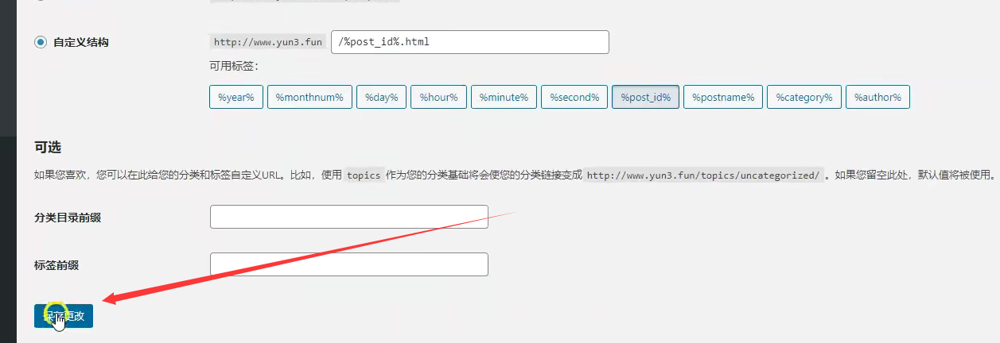 自定义结构
http://www.yun3.fun /%post_id%.html
可用标签：
%year% %monthnum% %day% %hour% %minute% %second% %post_id% %postname% %category% %author%
可选
如果您喜欢，您可以在此给您的分类和标签自定义URL。比如，使用 topics 作为您的分类基础将会使您的分类链接变成 http://www.yun3.fun/topics/uncategorized/ 。如果您留空此处，默认值将被使用。
分类目录前缀
标签前缀
保存更改